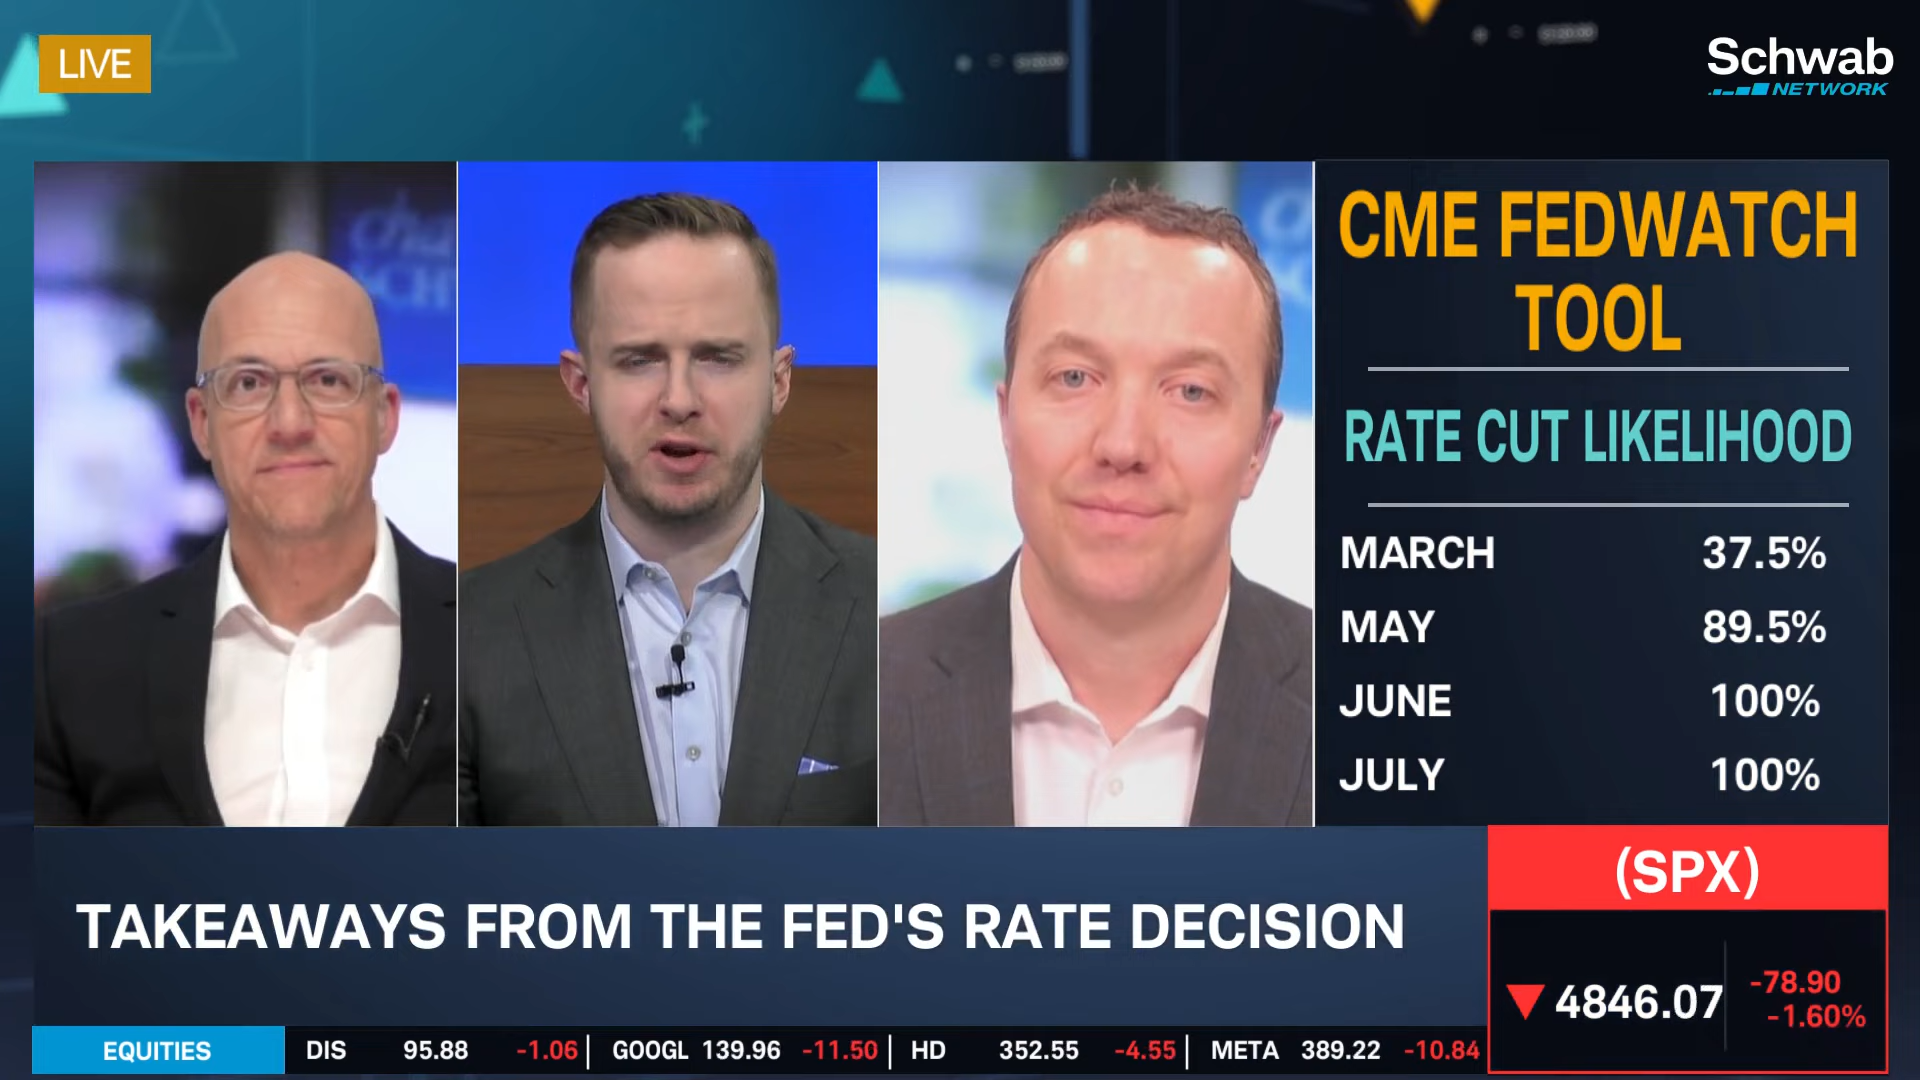 LIVE
Schwab
NETWORK
CME FEDWATCH
TOOL
RATE CUT LIKELIHOOD
MARCH 37.5%
MAY 89.5%
JUNE 100%
JULY 100%
TAKEAWAYS FROM THE FED'S RATE DECISION
(SPX)
▼ 4846.07 -78.90
-1.60%
EQUITIES DIS 95.88 -1.06 GOOGL 139.96 -11.50 HD 352.55 -4.55 META 389.22 -10.84